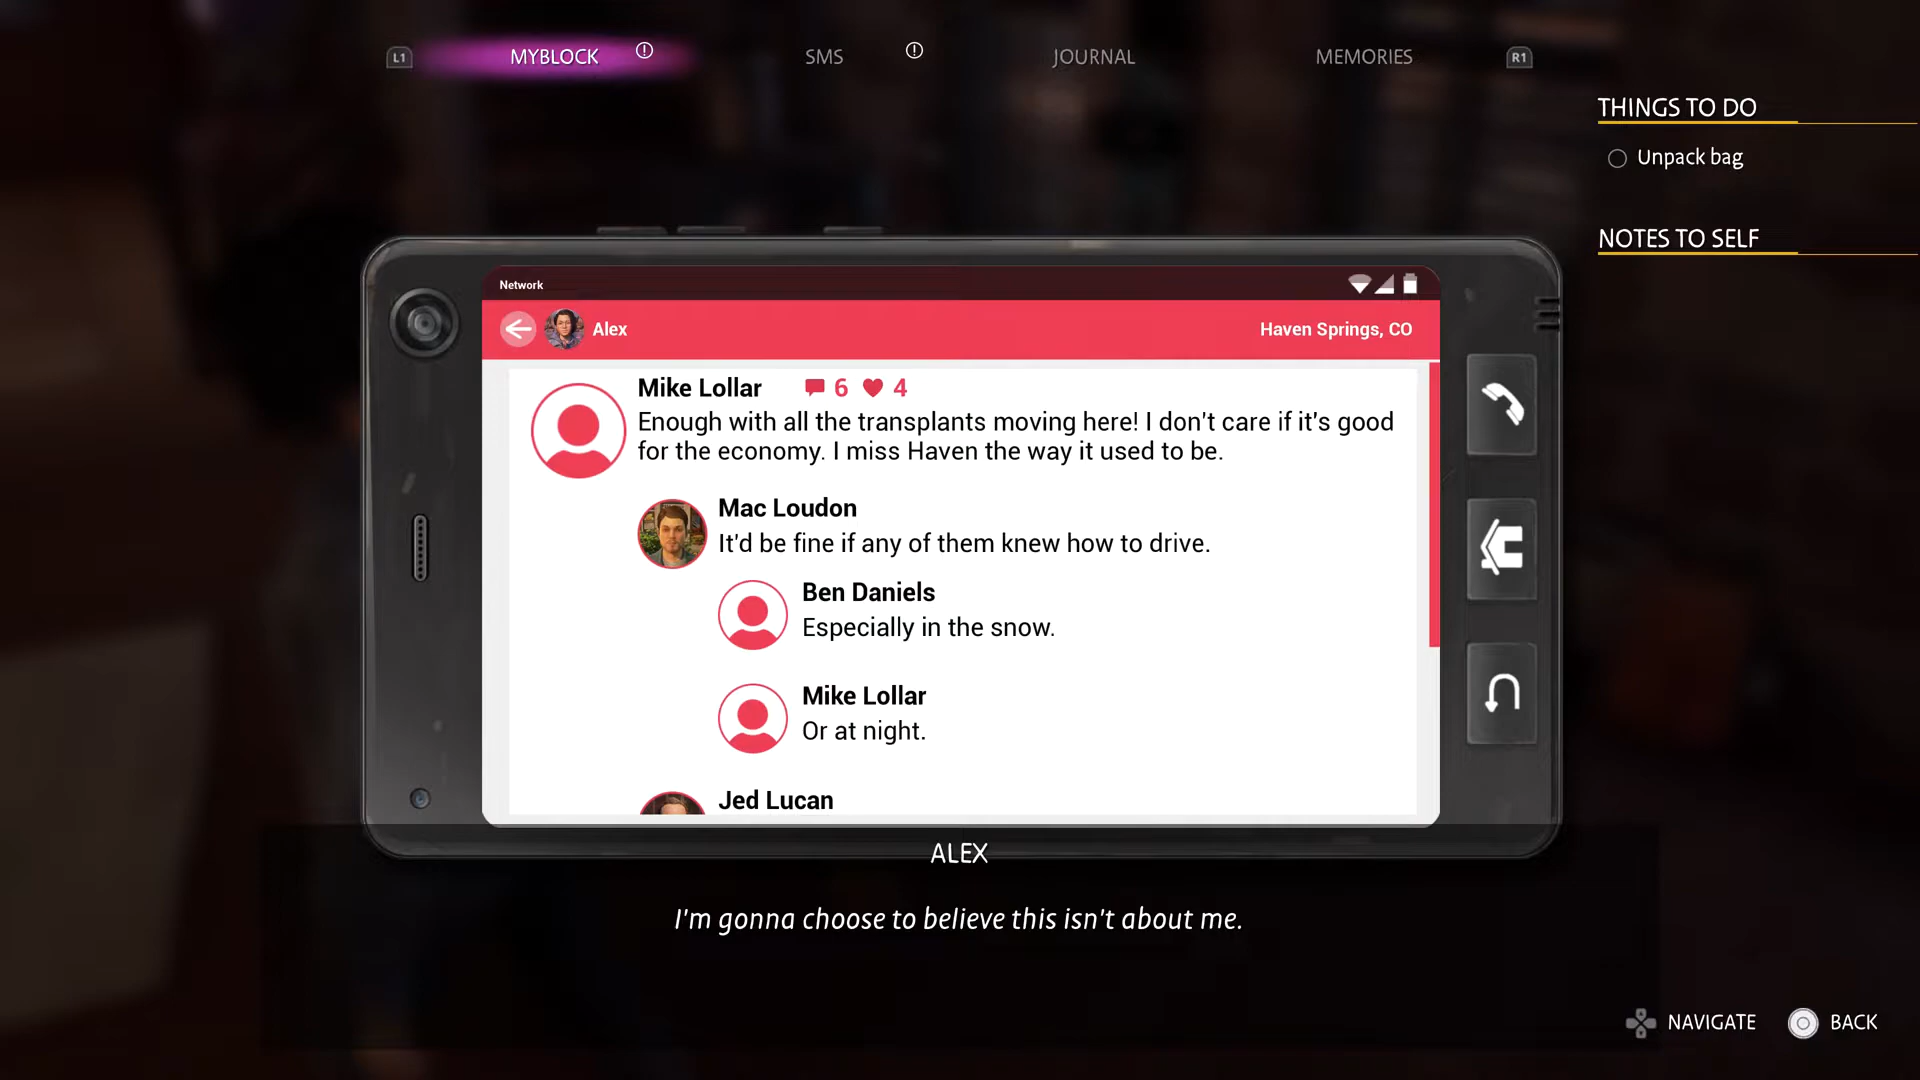 L1
MYBLOCK
SMS
JOURNAL
MEMORIES
R1
THINGS TO DO
Unpack bag
NOTES TO SELF
Network
Alex
Haven Springs, CO
Mike Lollar 6 4
Enough with all the transplants moving here! I don't care if it's good
for the economy. I miss Haven the way it used to be.
Mac Loudon
It'd be fine if any of them knew how to drive.
Ben Daniels
Especially in the snow.
Mike Lollar
Or at night.
Jed Lucan
ALEX
I'm gonna choose to believe this isn't about me.
NAVIGATE
BACK